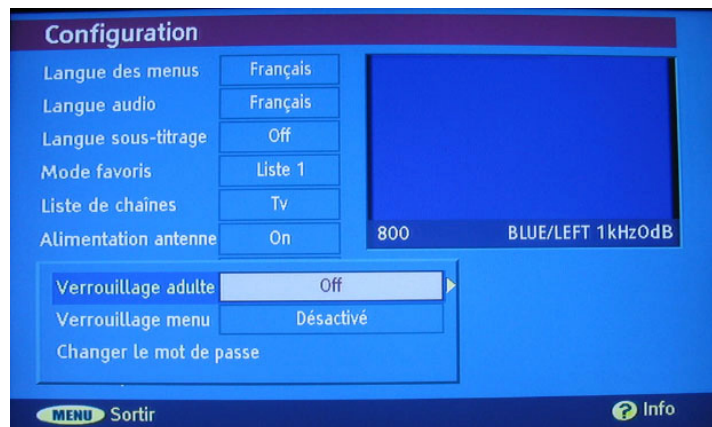 Configuration
Langue des menus Français
Langue audio Français
Langue sous-titrage Off
Mode favoris Liste 1
Liste de chaînes Tv
Alimentation antenne On
800 BLUE/LEFT 1kHz0dB
Verrouillage adulte Off
Verrouillage menu Désactivé
Changer le mot de passe
MENU Sortir
? Info